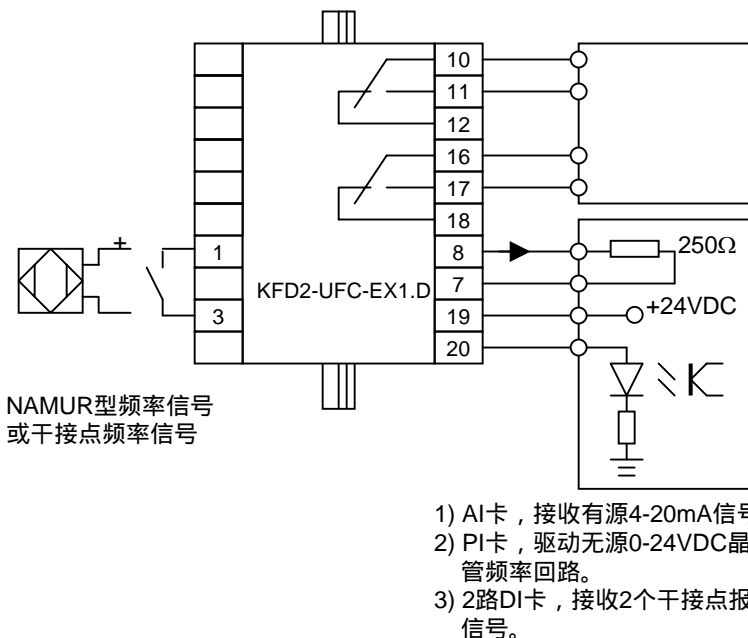 10
11
12
16
17
18
1
8
250Ω
KFD2-UFC-EX1.D
7
3
19
+24VDC
20
+
NAMUR型频率信号
或干接点频率信号
1) AI卡，接收有源4-20mA信号
2) PI卡，驱动无源0-24VDC晶
管频率回路。
3) 2路DI卡，接收2个干接点报
信号。